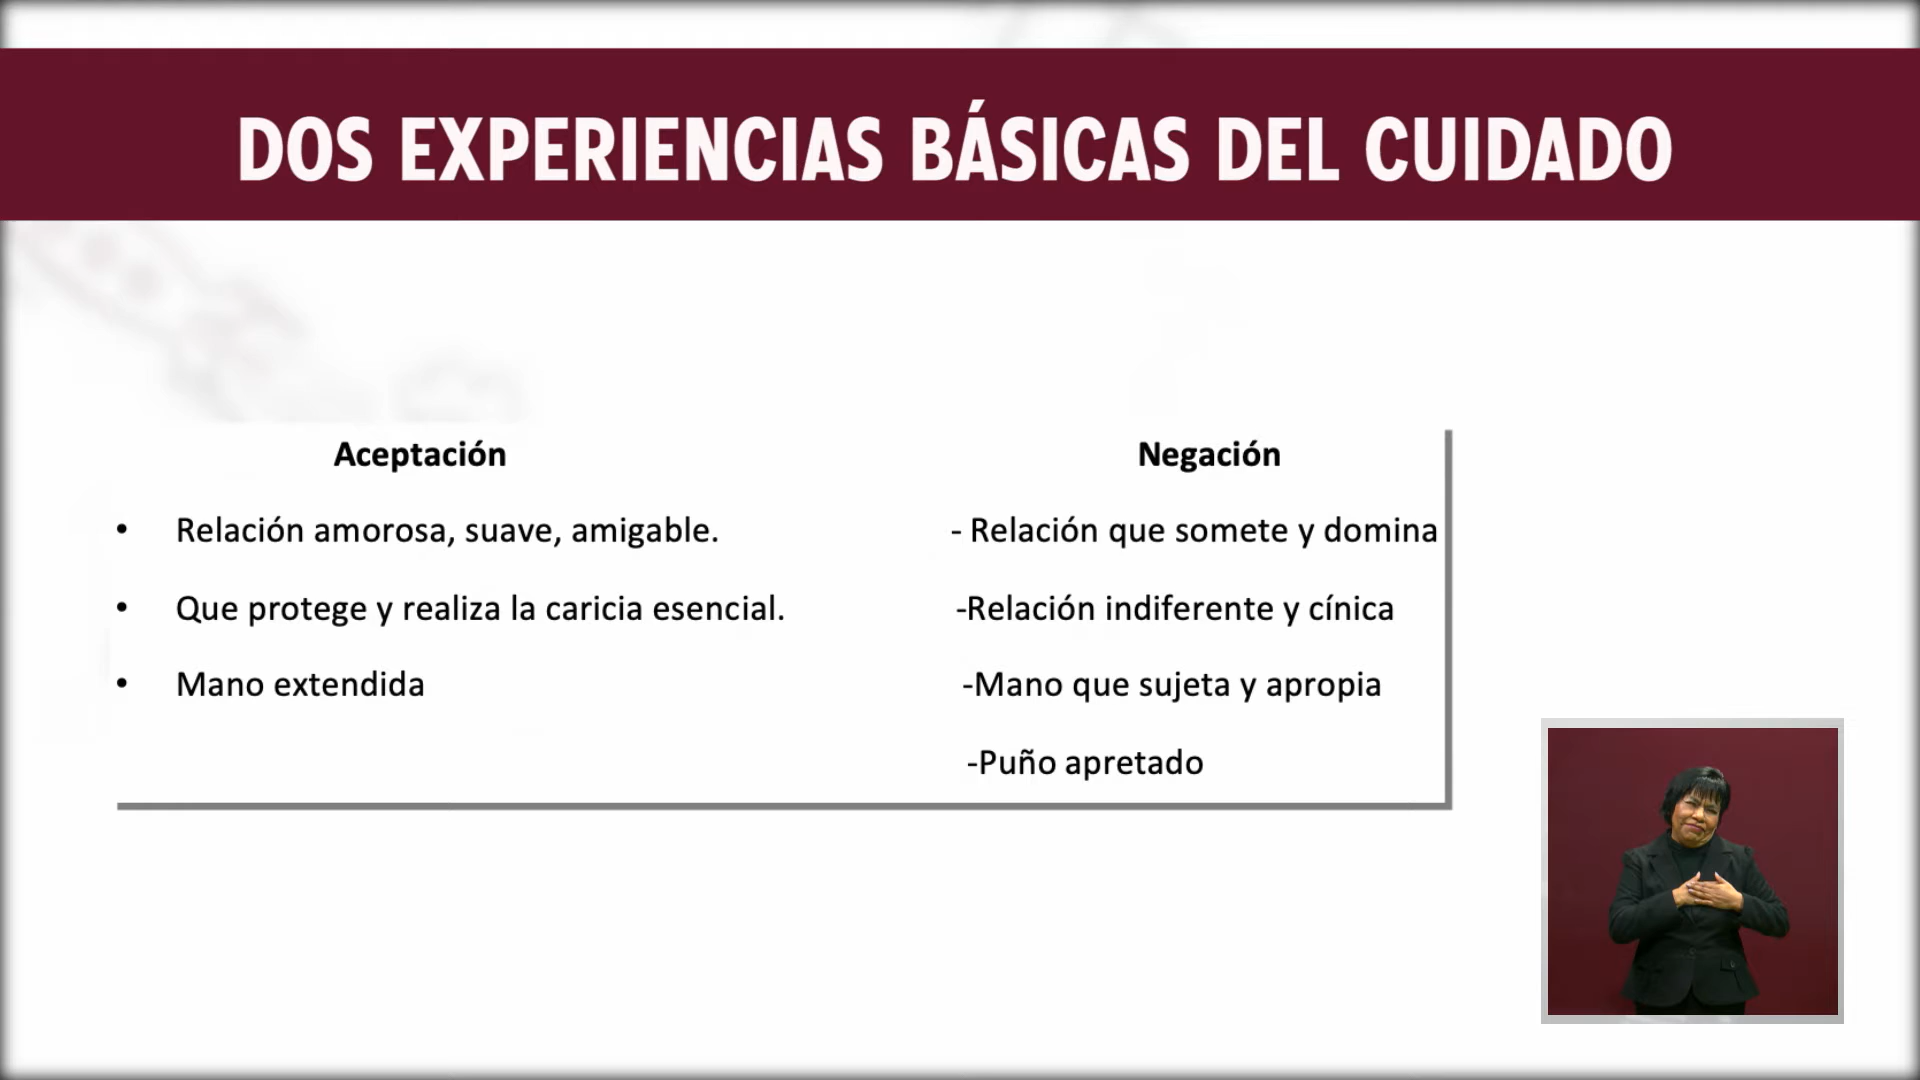 DOS EXPERIENCIAS BÁSICAS DEL CUIDADO
Aceptación
• Relación amorosa, suave, amigable.
• Que protege y realiza la caricia esencial.
• Mano extendida
Negación
- Relación que somete y domina
-Relación indiferente y cínica
-Mano que sujeta y apropia
-Puño apretado